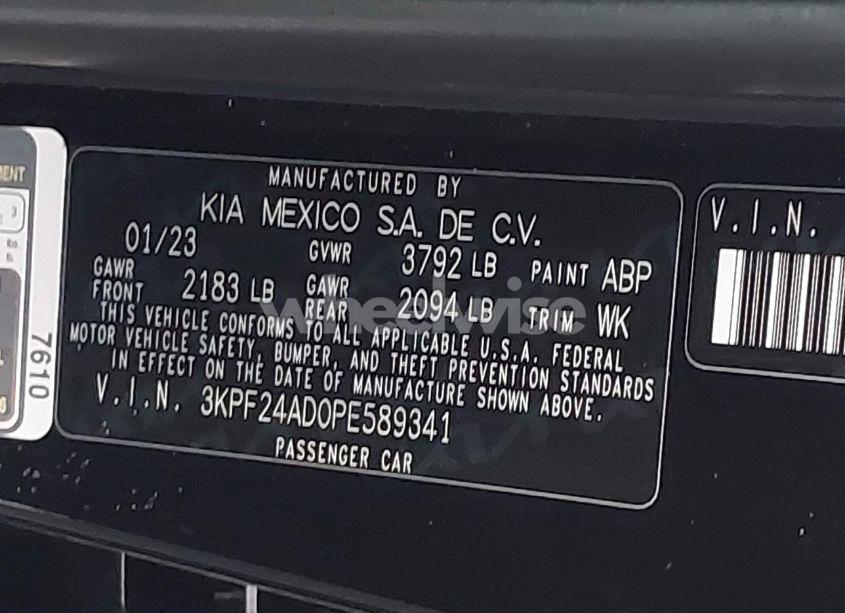 MENT
3
7610
MANUFACTURED BY
KIA MEXICO S.A. DE C.V.
01/23 GVWR 3792 LB PAINT ABP
GAWR FRONT 2183 LB GAWR REAR 2094 LB TRIM WK
THIS VEHICLE CONFORMS TO ALL APPLICABLE U.S.A. FEDERAL
MOTOR VEHICLE SAFETY, BUMPER, AND THEFT PREVENTION STANDARDS
IN EFFECT ON THE DATE OF MANUFACTURE SHOWN ABOVE.
V.I.N. 3KPF24AD0PE589341
PASSENGER CAR
V.I.N.
wheelwise